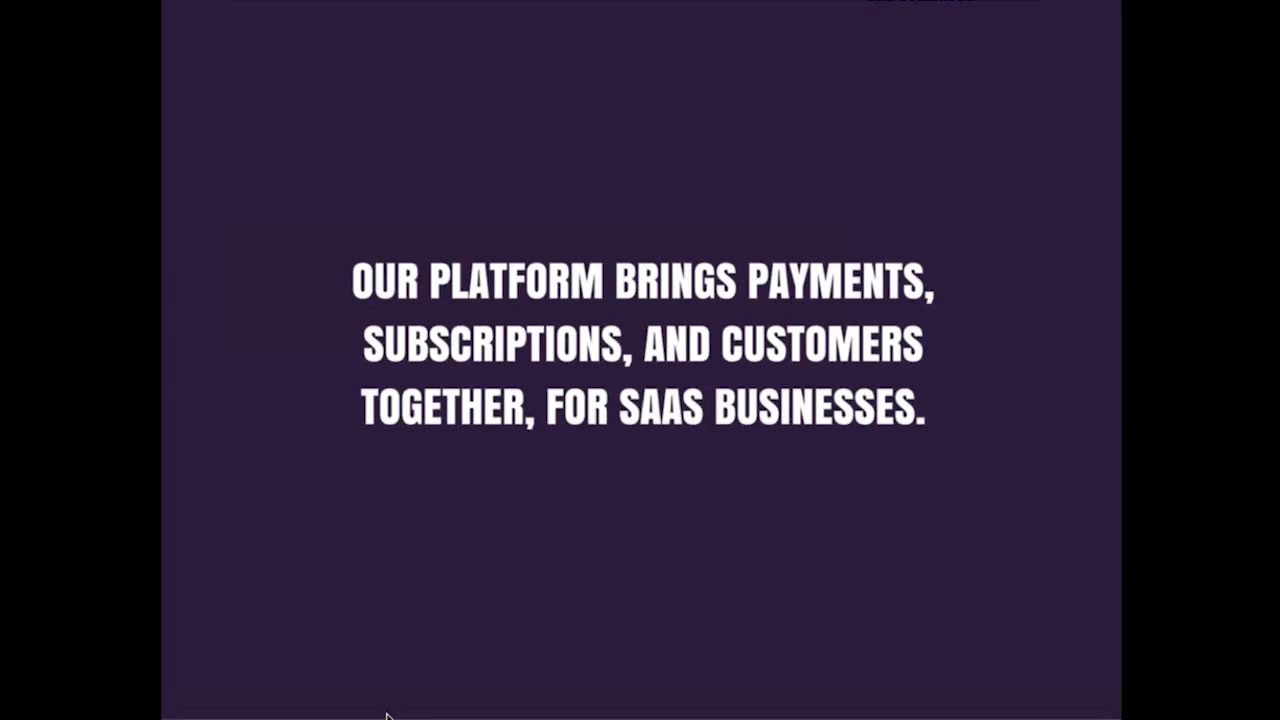 OUR PLATFORM BRINGS PAYMENTS,
SUBSCRIPTIONS, AND CUSTOMERS
TOGETHER, FOR SAAS BUSINESSES.